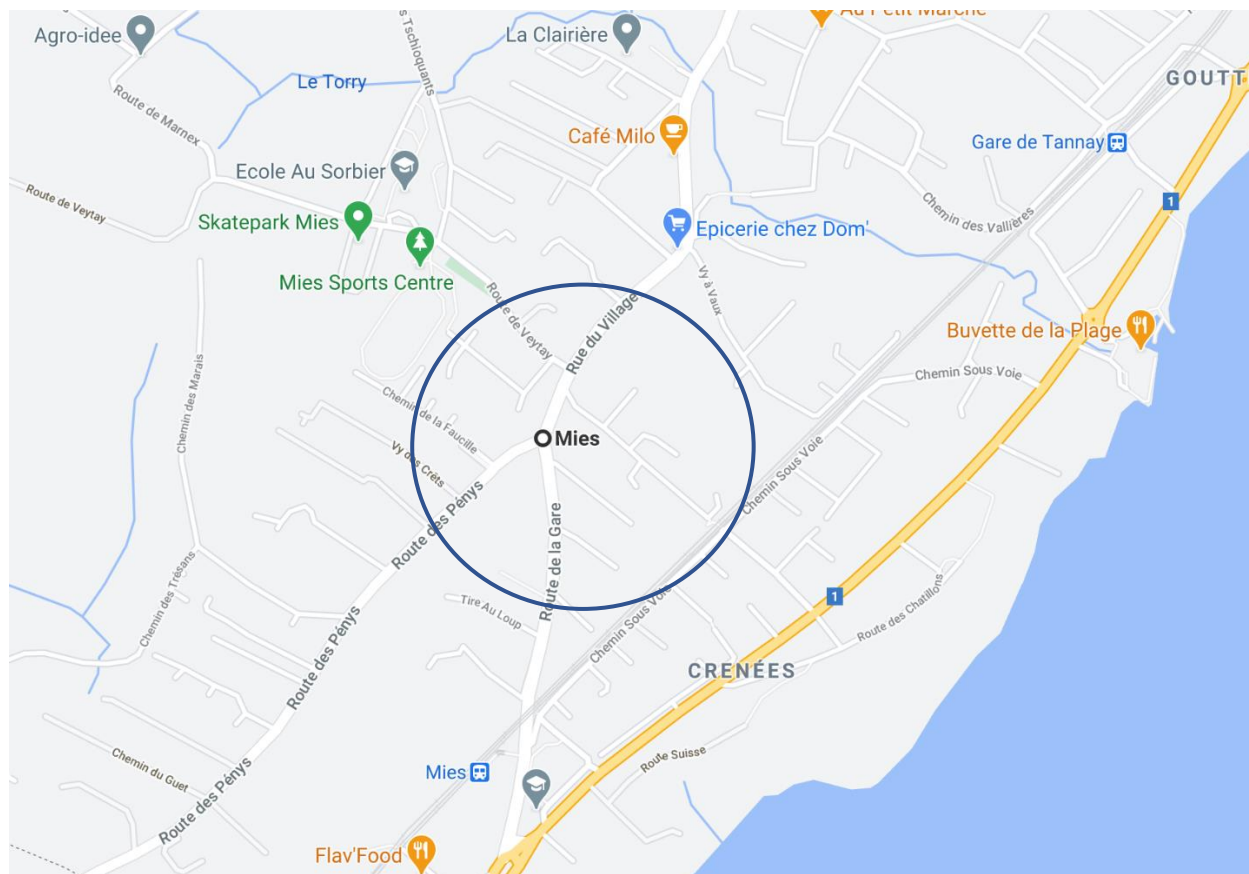 Au Petit Marché
Agro-idee
La Clairière
s Tschioquants
Le Torry
GOUTT
Route de Marnex
Café Milo
Gare de Tannay
Ecole Au Sorbier
Route de Veytay
1
Skatepark Mies
Chemin des Vallières
Epicerie chez Dom'
Mies Sports Centre
Vy à Vaux
Route de Veytay
Rue du Village
Buvette de la Plage
Chemin Sous Voie
Chemin des Marais
Chemin de la Faucille
Mies
Vy des Crêts
Chemin Sous Voie
Route des Pénys
Route de la Gare
Chemin des Trésans
Tire Au Loup
1
Route des Chatillons
Chemin Sous Voie
Route des Pénys
CRENÉES
Chemin du Guet
Route Suisse
Mies
Route des Pénys
Flav'Food